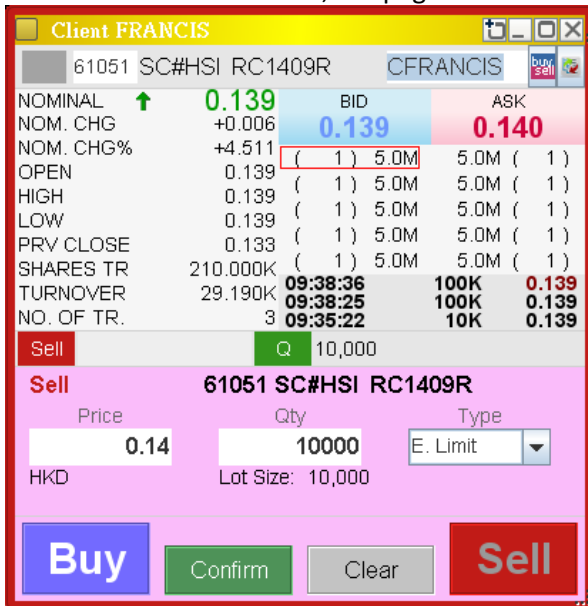 Client FRANCIS
61051 SC#HSI RC1409R CFRANCIS buy sell
NOMINAL 0.139 BID ASK
NOM. CHG +0.006 0.139 0.140
NOM. CHG% +4.511 ( 1 ) 5.0M 5.0M ( 1 )
OPEN 0.139 ( 1 ) 5.0M 5.0M ( 1 )
HIGH 0.139 ( 1 ) 5.0M 5.0M ( 1 )
LOW 0.139 ( 1 ) 5.0M 5.0M ( 1 )
PRV CLOSE 0.133 ( 1 ) 5.0M 5.0M ( 1 )
SHARES TR 210.000K
TURNOVER 29.190K 09:38:36 100K 0.139
09:38:25 100K 0.139
NO. OF TR. 3 09:35:22 10K 0.139
Sell Q 10,000
Sell 61051 SC#HSI RC1409R
Price Qty Type
0.14 10000 E. Limit
HKD Lot Size: 10,000
Buy Confirm Clear Sell